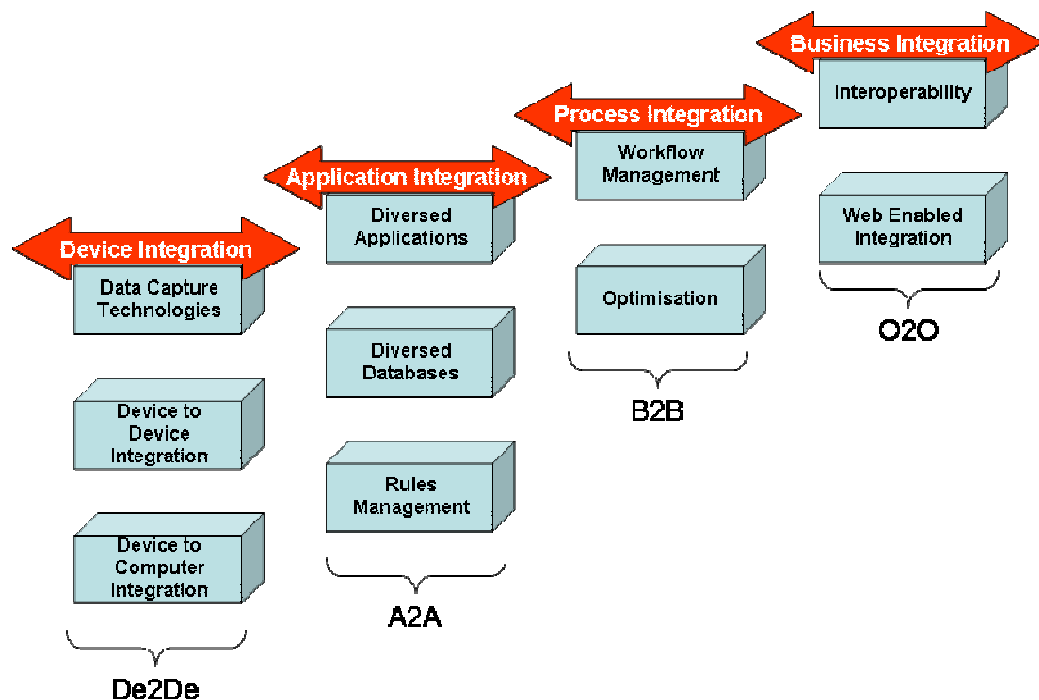 Device Integration
Data Capture
Technologies
Device to
Device
Integration
Device to
Computer
Integration
De2De
Application Integration
Diversed
Applications
Diversed
Databases
Rules
Management
A2A
Process Integration
Workflow
Management
Optimisation
B2B
Business Integration
Interoperability
Web Enabled
Integration
O2O